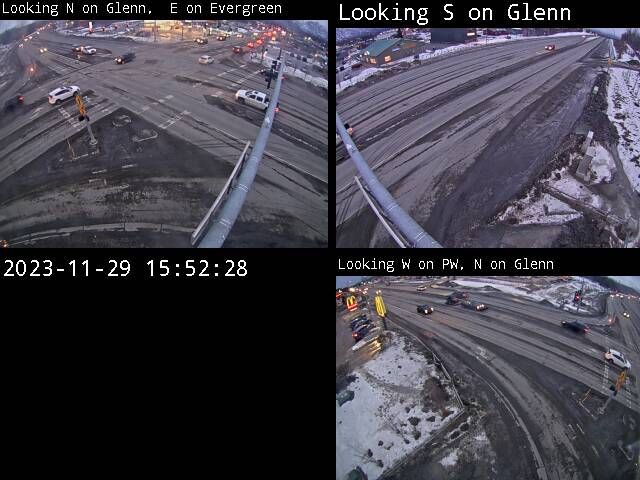 Looking N on Glenn,  E on Evergreen
Looking S on Glenn
2023-11-29 15:52:28
Looking W on PW, N on Glenn